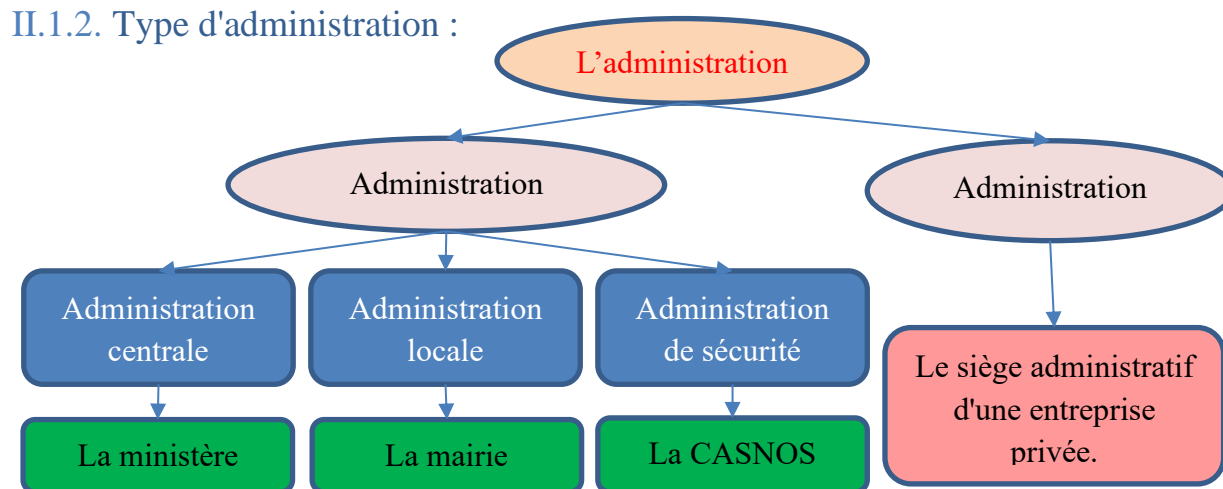 II.1.2. Type d'administration :
L’administration
Administration
Administration
Administration
centrale
Administration
locale
Administration
de sécurité
Le siège administratif
d'une entreprise
privée.
La ministère
La mairie
La CASNOS